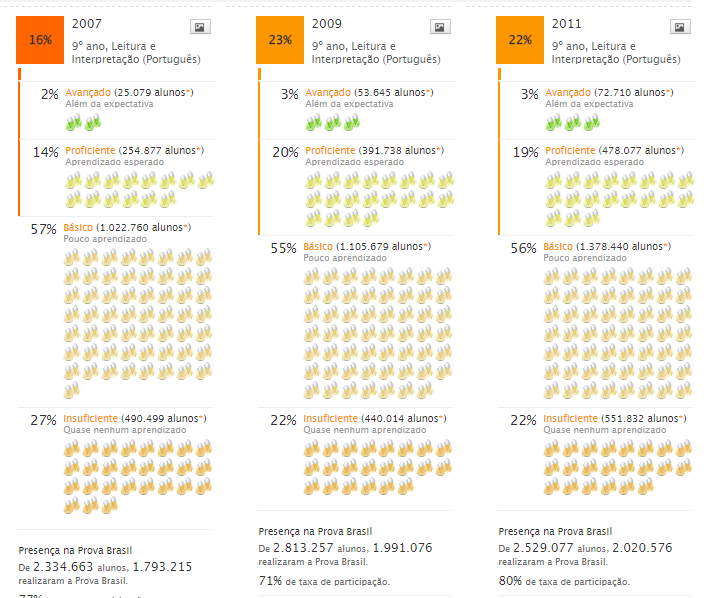 16%
2007
9º ano, Leitura e
Interpretação (Português)
2%
Avançado (25.079 alunos*)
Além da expectativa
14%
Proficiente (254.877 alunos*)
Aprendizado esperado
57%
Básico (1.022.760 alunos*)
Pouco aprendizado
27%
Insuficiente (490.499 alunos*)
Quase nenhum aprendizado
Presença na Prova Brasil
De 2.334.663 alunos, 1.793.215
realizaram a Prova Brasil.
23%
2009
9º ano, Leitura e
Interpretação (Português)
3%
Avançado (53.645 alunos*)
Além da expectativa
20%
Proficiente (391.738 alunos*)
Aprendizado esperado
55%
Básico (1.105.679 alunos*)
Pouco aprendizado
22%
Insuficiente (440.014 alunos*)
Quase nenhum aprendizado
Presença na Prova Brasil
De 2.813.257 alunos, 1.991.076
realizaram a Prova Brasil.
71% de taxa de participação.
22%
2011
9º ano, Leitura e
Interpretação (Português)
3%
Avançado (72.710 alunos*)
Além da expectativa
19%
Proficiente (478.077 alunos*)
Aprendizado esperado
56%
Básico (1.378.440 alunos*)
Pouco aprendizado
22%
Insuficiente (551.832 alunos*)
Quase nenhum aprendizado
Presença na Prova Brasil
De 2.529.077 alunos, 2.020.576
realizaram a Prova Brasil.
80% de taxa de participação.